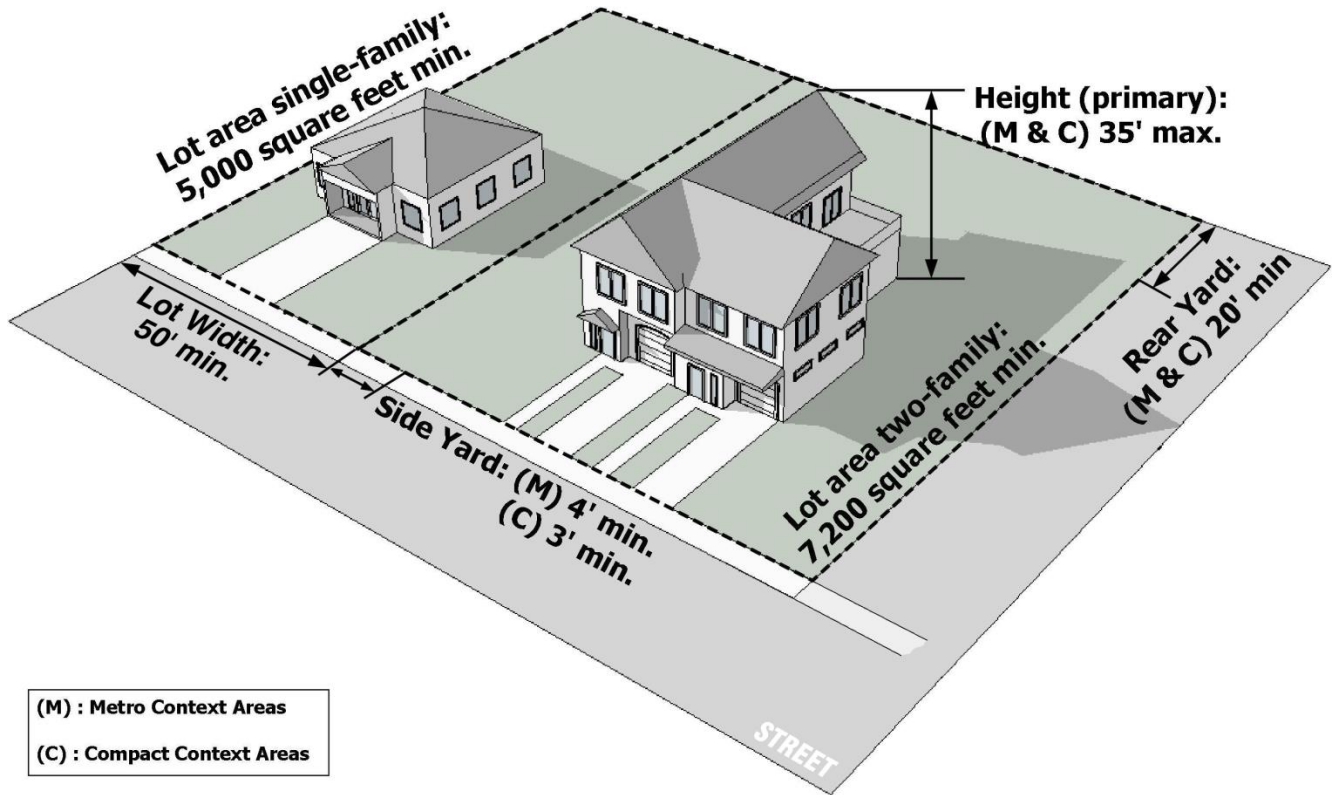 Lot area single-family:
5,000 square feet min.
Height (primary):
(M & C) 35' max.
Lot Width:
50' min.
Side Yard: (M) 4' min.
(C) 3' min.
Lot area two-family:
7,200 square feet min.
Rear Yard:
(M & C) 20' min
(M) : Metro Context Areas
(C) : Compact Context Areas
STREET